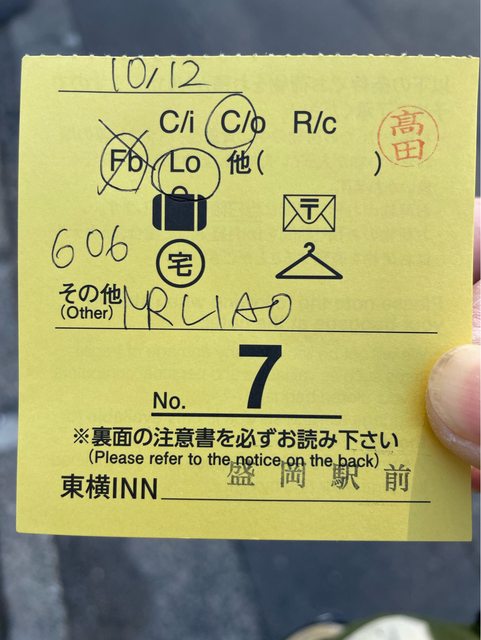 10/12
C/i C/o R/c
髙田
Fb Lo 他( )
〒
606
宅
その他
(Other) MR LIAO
No. 7
※裏面の注意書を必ずお読み下さい
(Please refer to the notice on the back)
東横INN 盛岡駅前